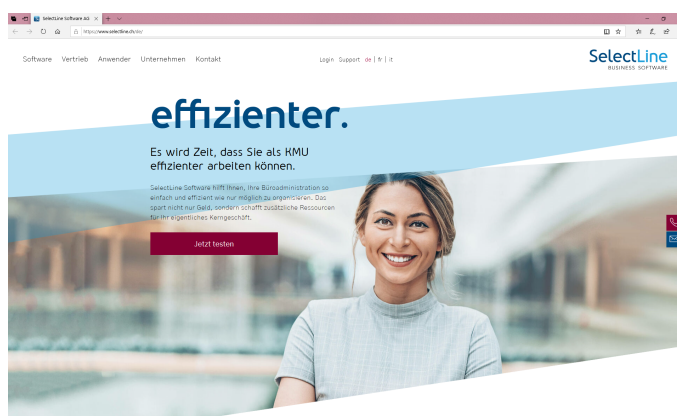 SelectLine Software AG
https://www.selectline.ch/de/
Software Vertrieb Anwender Unternehmen Kontakt
Login Support de | fr | it
SelectLine
BUSINESS SOFTWARE
effizienter.
Es wird Zeit, dass Sie als KMU
effizienter arbeiten können.
SelectLine Software hilft Ihnen, Ihre Büroadministration so
einfach und effizient wie nur möglich zu organisieren. Das
spart nicht nur Geld, sondern schafft zusätzliche Ressourcen
für Ihr eigentliches Kerngeschäft.
Jetzt testen